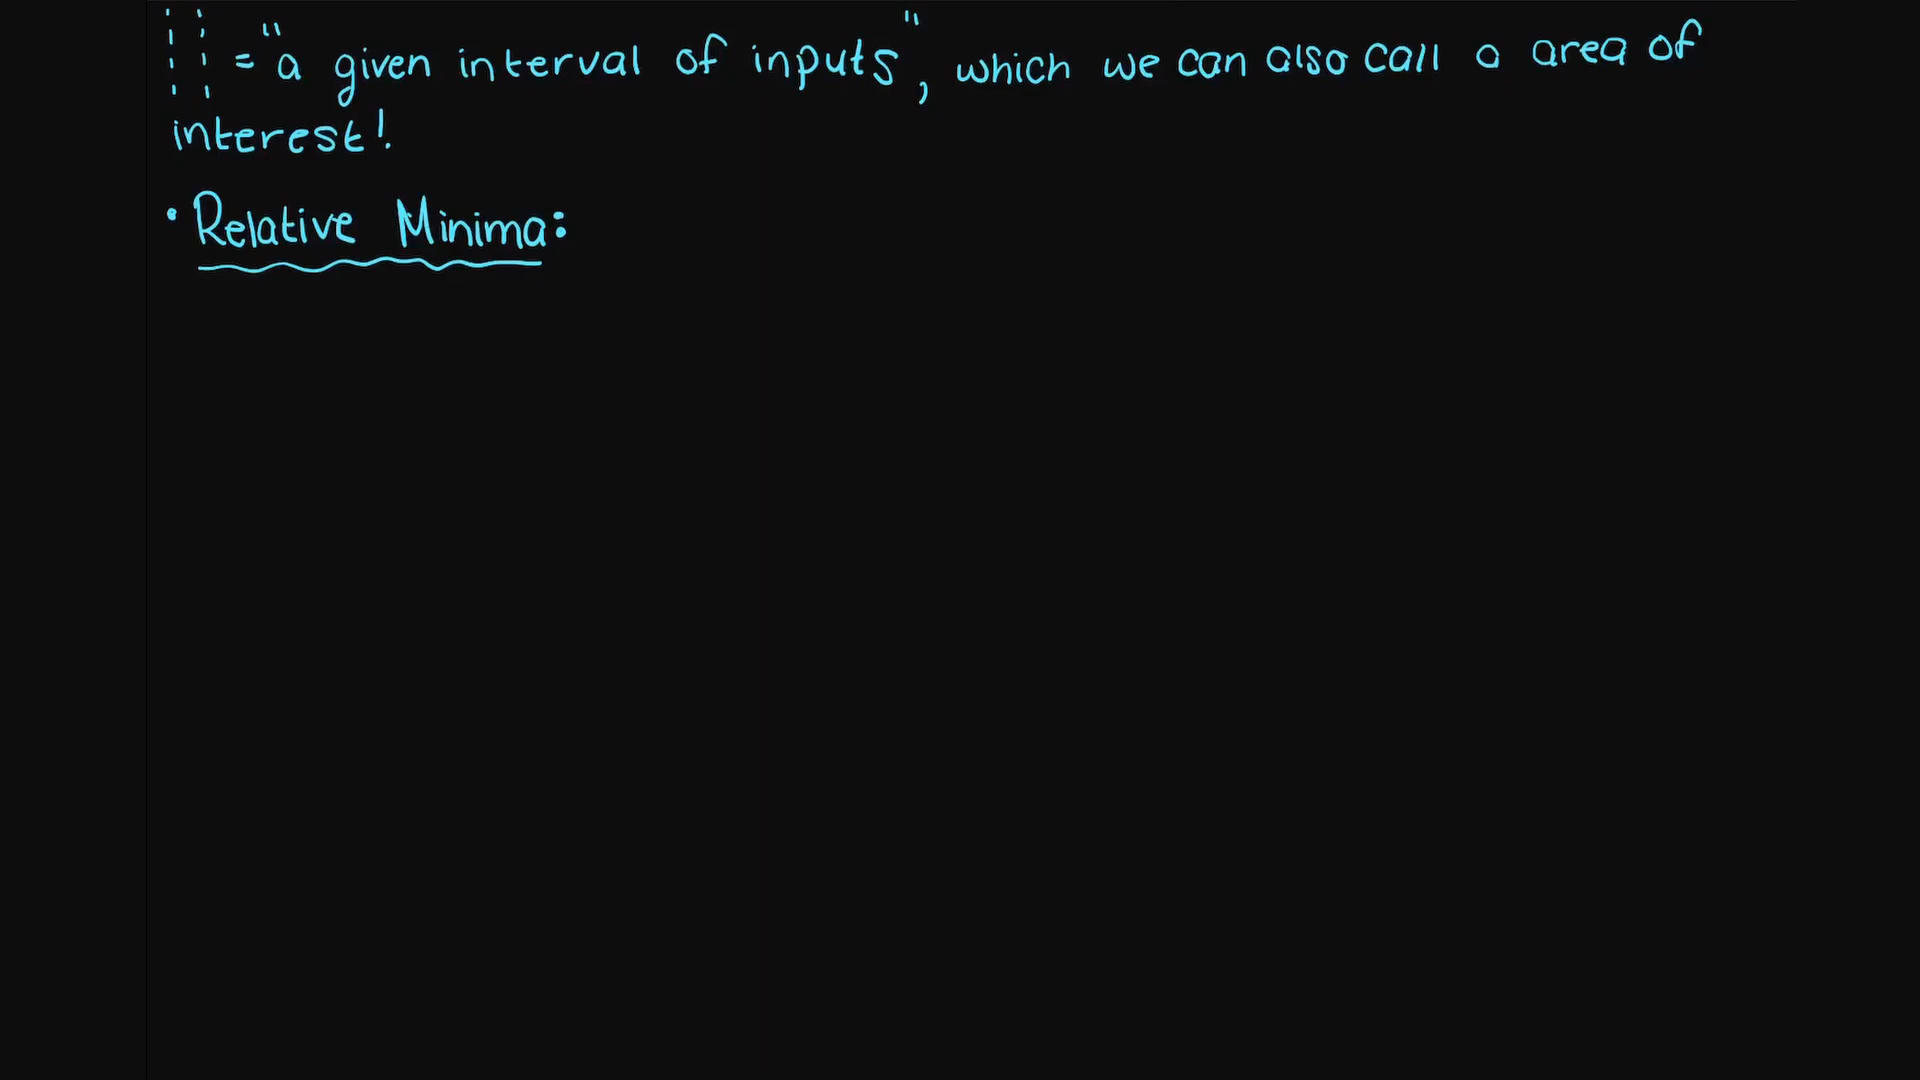 = "a given interval of inputs", which we can also call a area of
interest!
• Relative Minima: